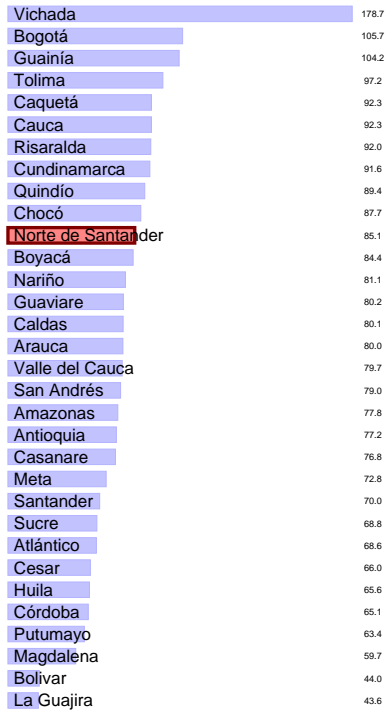 Vichada 178.7
Bogotá 105.7
Guainía 104.2
Tolima 97.2
Caquetá 92.3
Cauca 92.3
Risaralda 92.0
Cundinamarca 91.6
Quindío 89.4
Chocó 87.7
Norte de Santander 85.1
Boyacá 84.4
Nariño 81.1
Guaviare 80.2
Caldas 80.1
Arauca 80.0
Valle del Cauca 79.7
San Andrés 79.0
Amazonas 77.8
Antioquia 77.2
Casanare 76.8
Meta 72.8
Santander 70.0
Sucre 68.8
Atlántico 68.6
Cesar 66.0
Huila 65.6
Córdoba 65.1
Putumayo 63.4
Magdalena 59.7
Bolivar 44.0
La Guajira 43.6